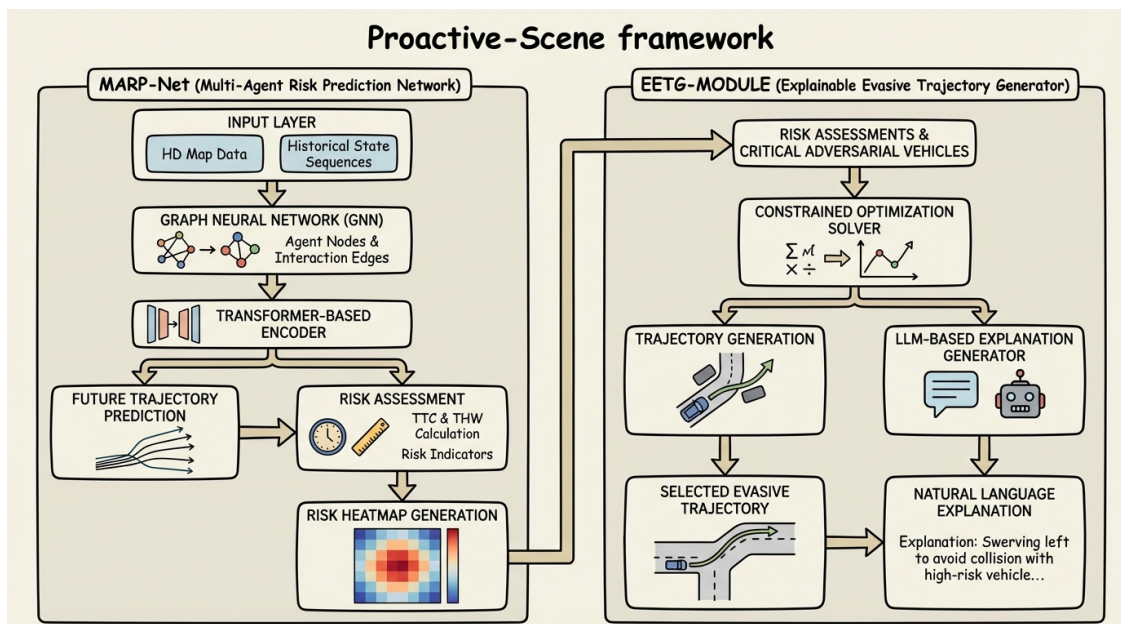 Proactive-Scene framework
MARP-Net (Multi-Agent Risk Prediction Network)
INPUT LAYER
HD Map Data
Historical State
Sequences
GRAPH NEURAL NETWORK (GNN)
Agent Nodes &
Interaction Edges
TRANSFORMER-BASED
ENCODER
FUTURE TRAJECTORY
PREDICTION
RISK ASSESSMENT
TTC & THW
Calculation
Risk Indicators
RISK HEATMAP GENERATION
EETG-MODULE (Explainable Evasive Trajectory Generator)
RISK ASSESSMENTS &
CRITICAL ADVERSARIAL VEHICLES
CONSTRAINED OPTIMIZATION
SOLVER
TRAJECTORY GENERATION
LLM-BASED EXPLANATION
GENERATOR
SELECTED EVASIVE
TRAJECTORY
NATURAL LANGUAGE
EXPLANATION
Explanation: Swerving left
to avoid collision with
high-risk vehicle...